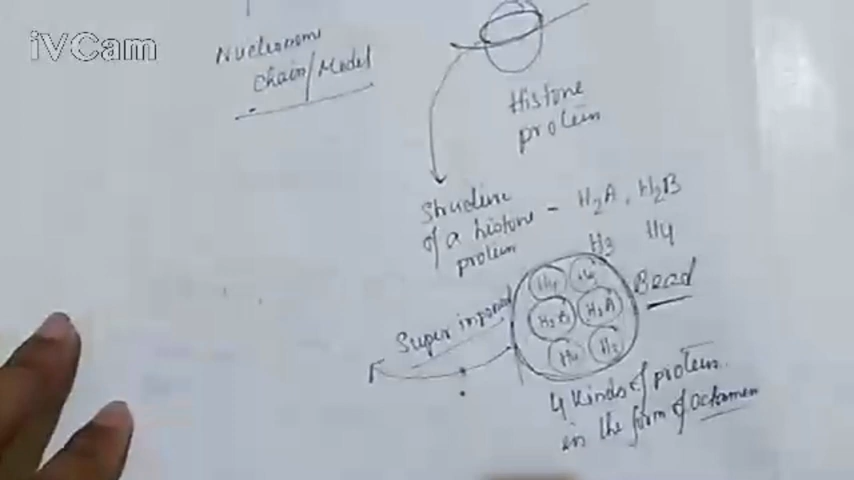 iVCam
Nucleosome
chain/Model
Histone
protein
Structure
of a histone - H2A, H2B
protein H3 H4
Bead
H4
H2B H2A
H4 H3
Super imposed
4 Kinds of protein
in the form of octamer